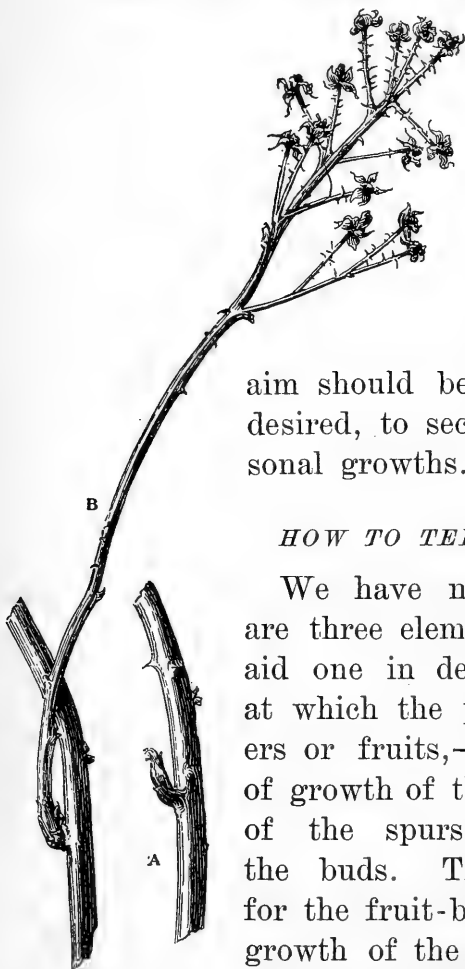 aim should be
desired, to sec
sonal growths.
B
HOW TO TEL
We have n
are three elem
aid one in de
at which the p
ers or fruits,—
of growth of th
of the spurs
the buds. T
for the fruit-b
A
growth of the